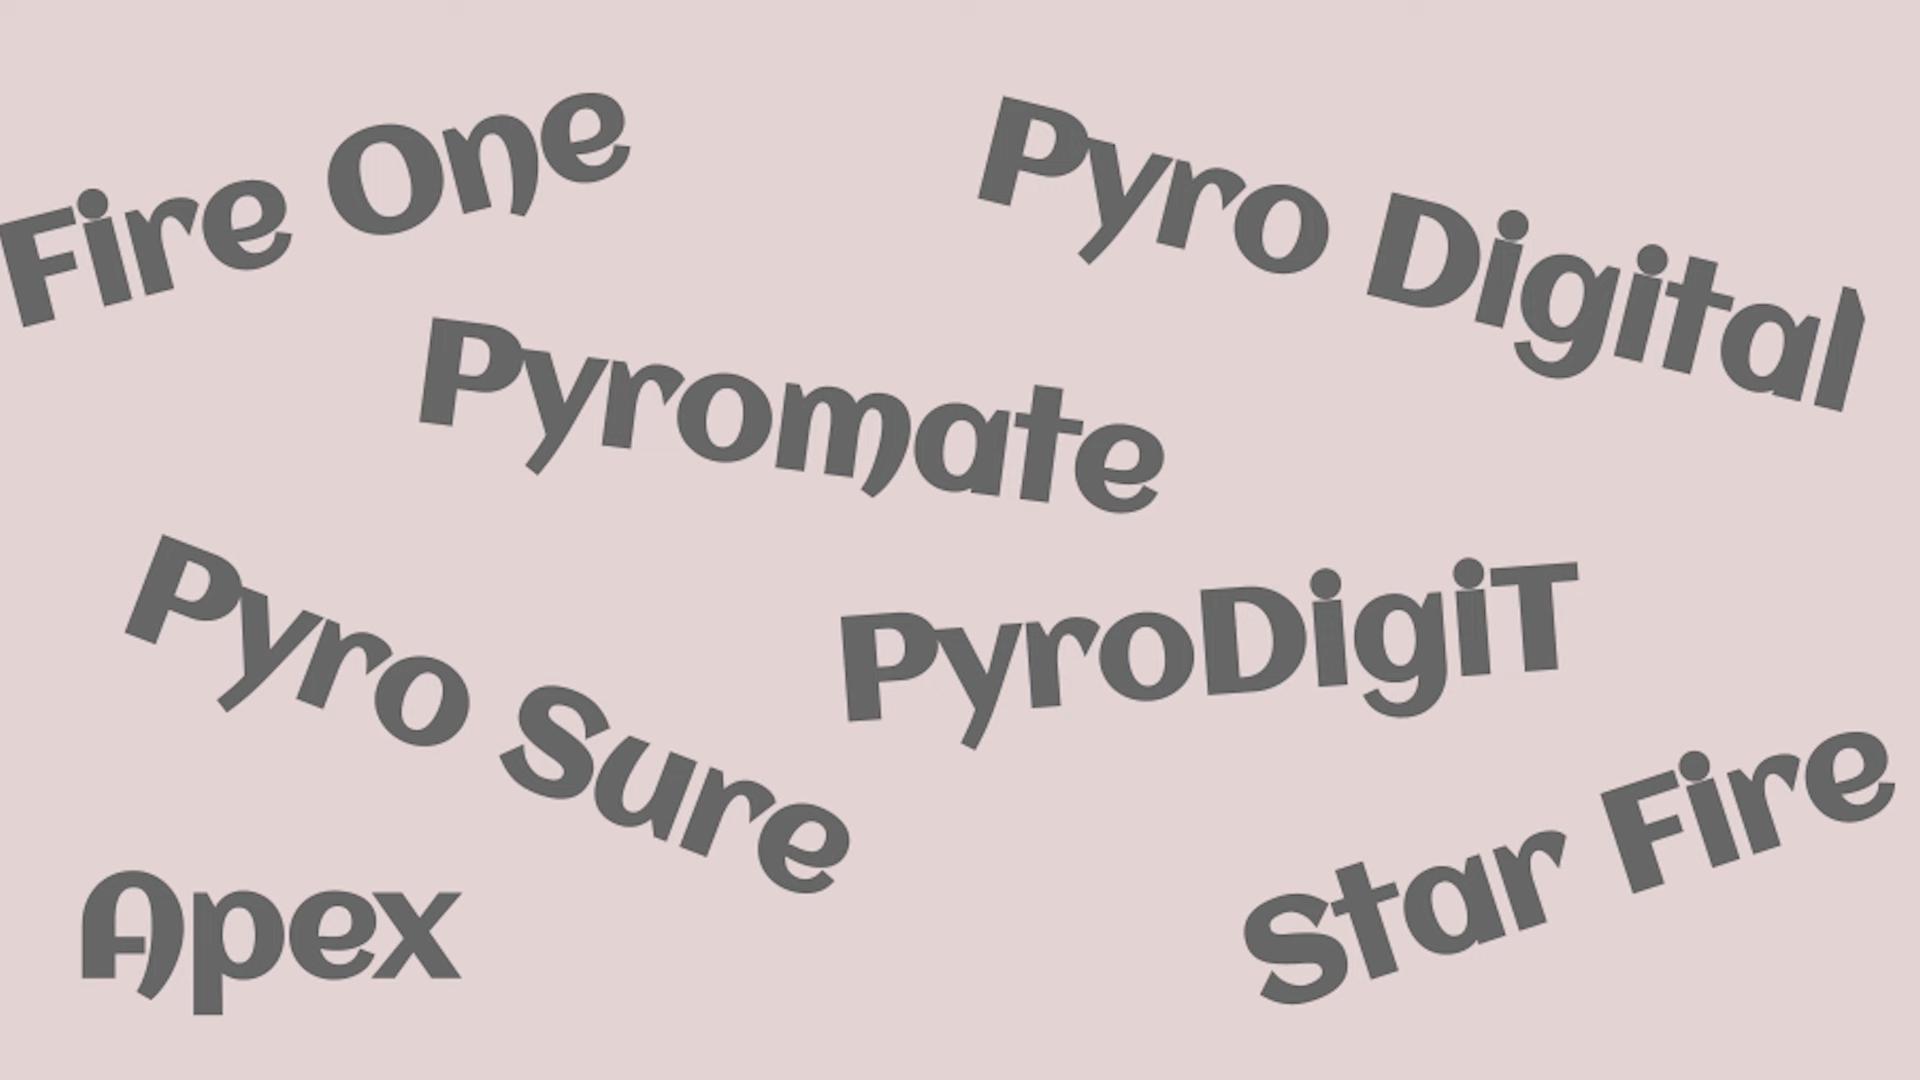 Fire One
Pyro Digital
Pyromate
Pyro Sure
PyroDigiT
Star Fire
Apex